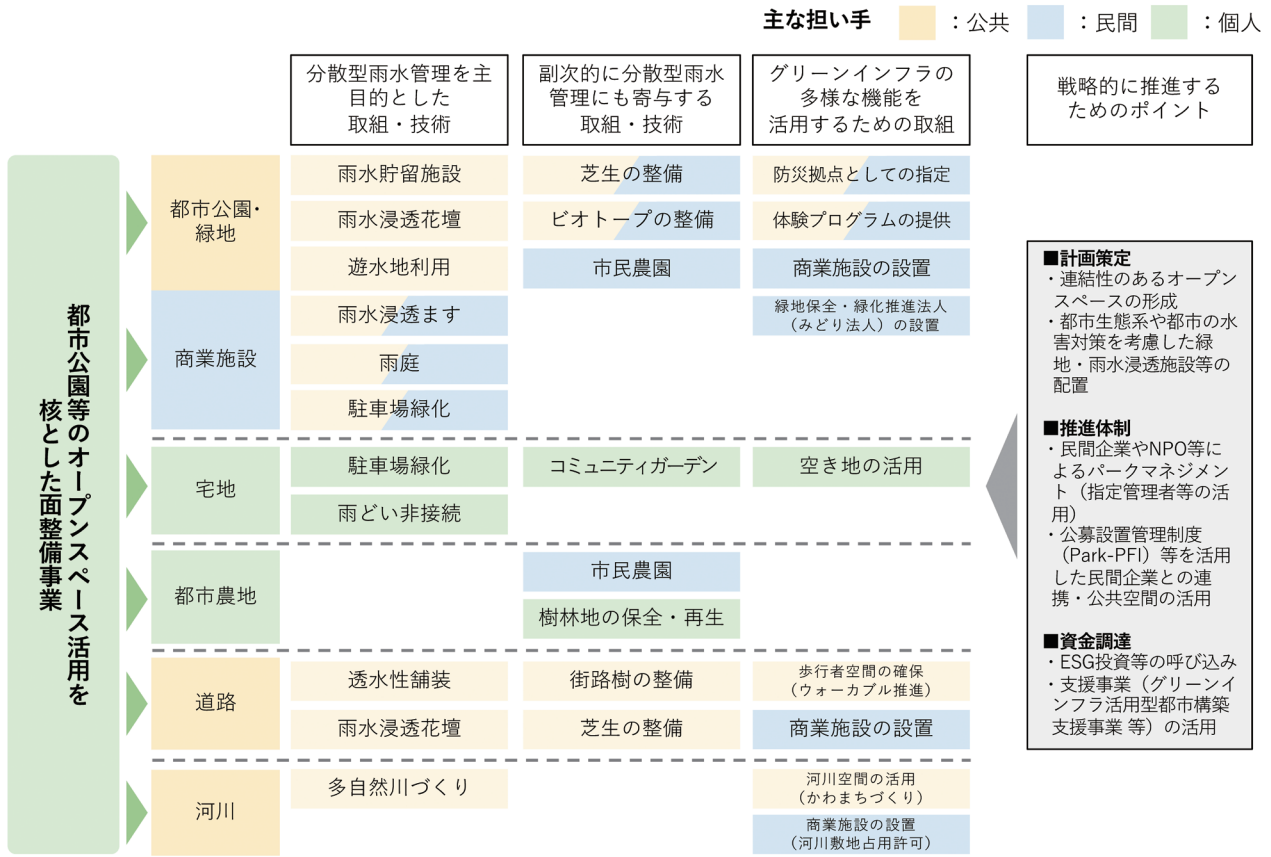 主な担い手 ：公共 ：民間 ：個人
分散型雨水管理を主
目的とした
取組・技術
副次的に分散型雨水
管理にも寄与する
取組・技術
グリーンインフラの
多様な機能を
活用するための取組
戦略的に推進する
ためのポイント
都市公園等のオープンスペース活用を
核とした面整備事業
都市公園・
緑地
雨水貯留施設
芝生の整備
防災拠点としての指定
雨水浸透花壇
ビオトープの整備
体験プログラムの提供
遊水地利用
市民農園
商業施設の設置
商業施設
雨水浸透ます
緑地保全・緑化推進法人
（みどり法人）の設置
雨庭
駐車場緑化
宅地
駐車場緑化
コミュニティガーデン
空き地の活用
雨どい非接続
都市農地
市民農園
樹林地の保全・再生
道路
透水性舗装
街路樹の整備
歩行者空間の確保
（ウォーカブル推進）
雨水浸透花壇
芝生の整備
商業施設の設置
河川
多自然川づくり
河川空間の活用
（かわまちづくり）
商業施設の設置
（河川敷地占用許可）
■計画策定
・連結性のあるオープン
スペースの形成
・都市生態系や都市の水
害対策を考慮した緑
地・雨水浸透施設等の
配置
■推進体制
・民間企業やNPO等に
よるパークマネジメン
ト（指定管理者等の活
用）
・公募設置管理制度
（Park-PFI）等を活用
した民間企業との連
携・公共空間の活用
■資金調達
・ESG投資等の呼び込み
・支援事業（グリーンイ
ンフラ活用型都市構築
支援事業 等）の活用